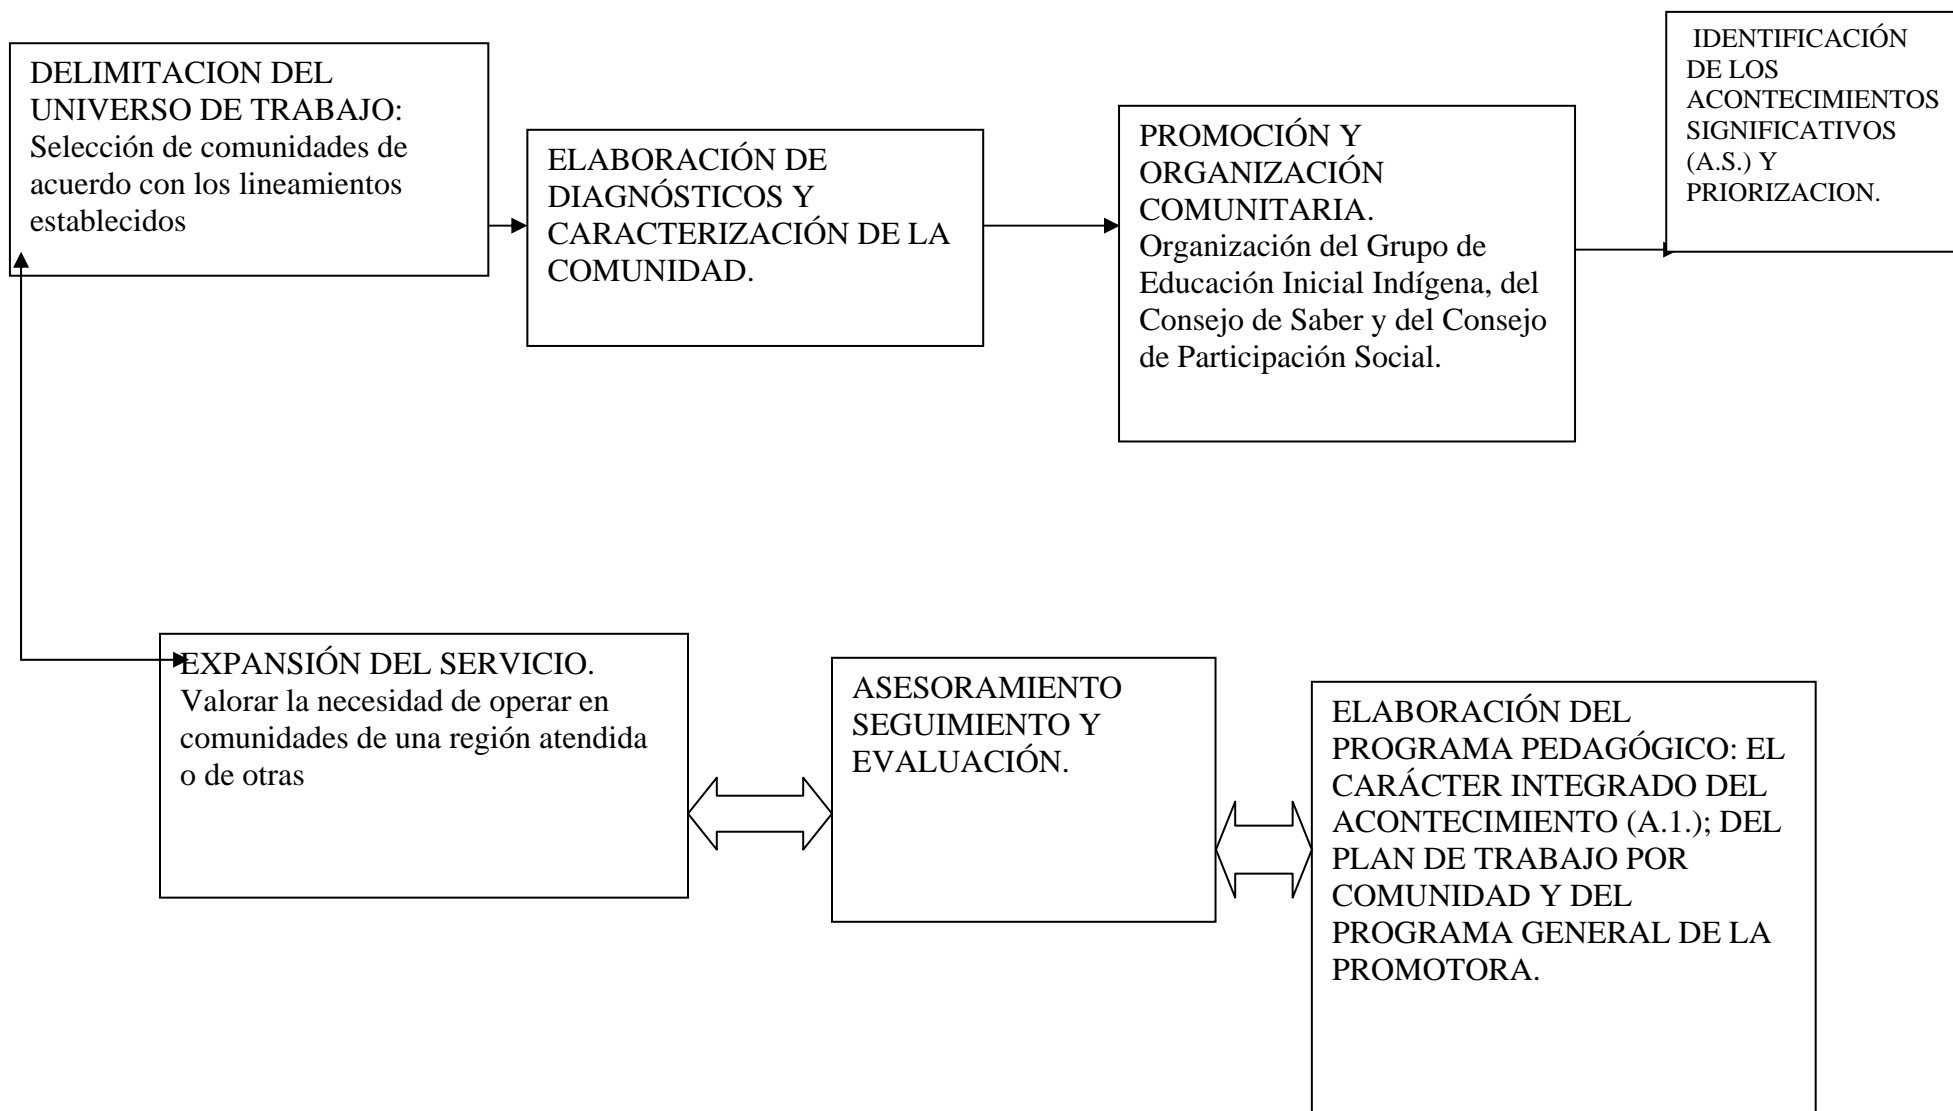 DELIMITACION DEL
UNIVERSO DE TRABAJO:
Selección de comunidades de
acuerdo con los lineamientos
establecidos
ELABORACIÓN DE
DIAGNÓSTICOS Y
CARACTERIZACIÓN DE LA
COMUNIDAD.
PROMOCIÓN Y
ORGANIZACIÓN
COMUNITARIA.
Organización del Grupo de
Educación Inicial Indígena, del
Consejo de Saber y del Consejo
de Participación Social.
IDENTIFICACIÓN
DE LOS
ACONTECIMIENTOS
SIGNIFICATIVOS
(A.S.) Y
PRIORIZACION.
EXPANSIÓN DEL SERVICIO.
Valorar la necesidad de operar en
comunidades de una región atendida
o de otras
ASESORAMIENTO
SEGUIMIENTO Y
EVALUACIÓN.
ELABORACIÓN DEL
PROGRAMA PEDAGÓGICO: EL
CARÁCTER INTEGRADO DEL
ACONTECIMIENTO (A.1.); DEL
PLAN DE TRABAJO POR
COMUNIDAD Y DEL
PROGRAMA GENERAL DE LA
PROMOTORA.